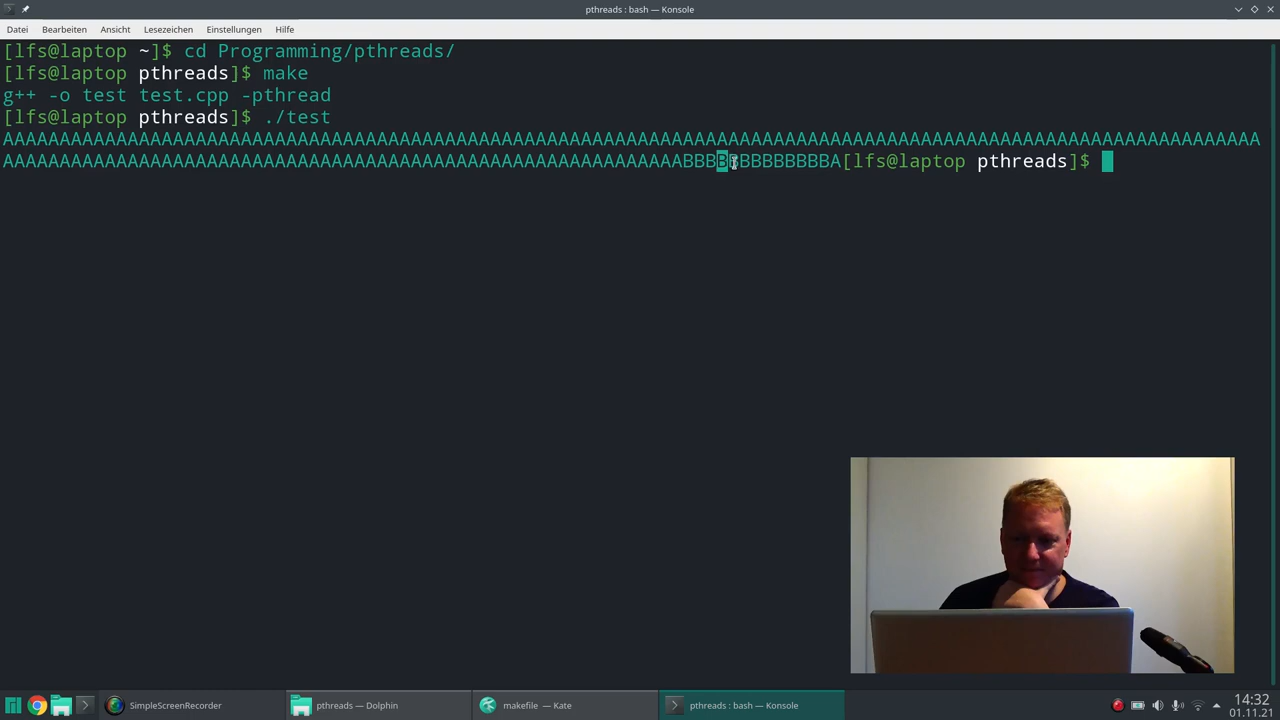 pthreads : bash — Konsole
Datei Bearbeiten Ansicht Lesezeichen Einstellungen Hilfe
[lfs@laptop ~]$ cd Programming/pthreads/
[lfs@laptop pthreads]$ make
g++ -o test test.cpp -pthread
[lfs@laptop pthreads]$ ./test
AAAAAAAAAAAAAAAAAAAAAAAAAAAAAAAAAAAAAAAAAAAAAAAAAAAAAAAAAAAAAAAAAAAAAAAAAAAAAAAAAAAAAAAAAAAAAAAAAAAAAAAAAAAAAAA
AAAAAAAAAAAAAAAAAAAAAAAAAAAAAAAAAAAAAAAAAAAAAAAAAAAAAAAAAAAABBBBBBBBBBBBBA[lfs@laptop pthreads]$
SimpleScreenRecorder pthreads — Dolphin makefile — Kate pthreads : bash — Konsole
14:32
01.11.21